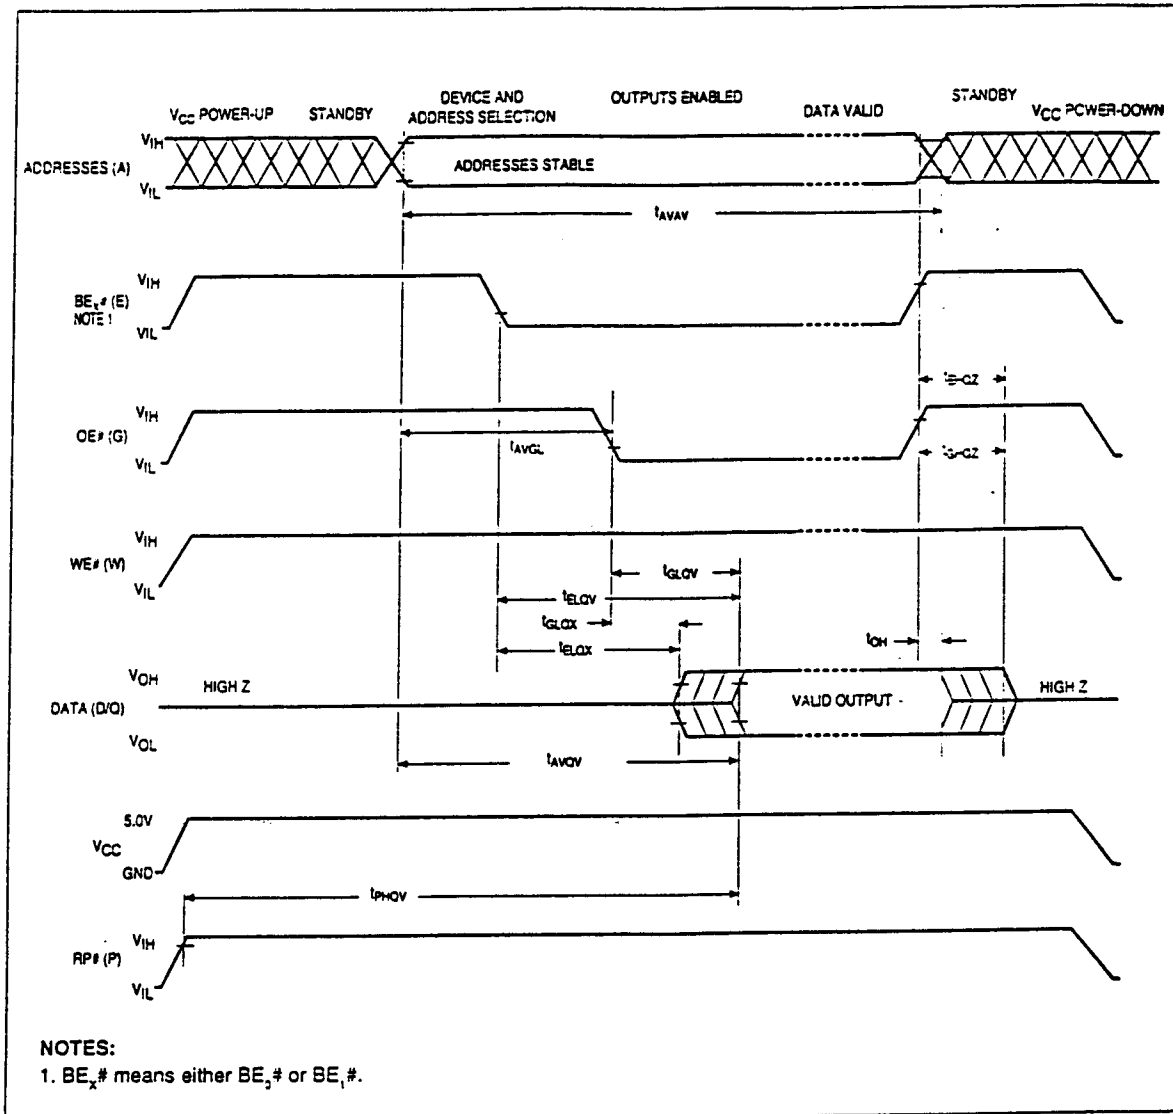 DEVICE AND OUTPUTS ENABLED STANDBY
VCC POWER-UP STANDBY ADDRESS SELECTION DATA VALID VCC POWER-DOWN
VIH
ADDRESSES (A) ADDRESSES STABLE
VIL
tAVAV
VIH
BEx# (E)
NOTE 1
VIL
VIH
OE# (G)
tAVGL
VIL
VIH
WE# (W)
tGLQV
VIL
tELQV
tGLQX
tOH
tELQX
VOH
HIGH Z HIGH Z
DATA (D/Q) VALID OUTPUT
VOL
tAVQV
5.0V
VCC
GND
tPHQV
VIH
RP# (P)
VIL
NOTES:
1. BEx# means either or BE1#.